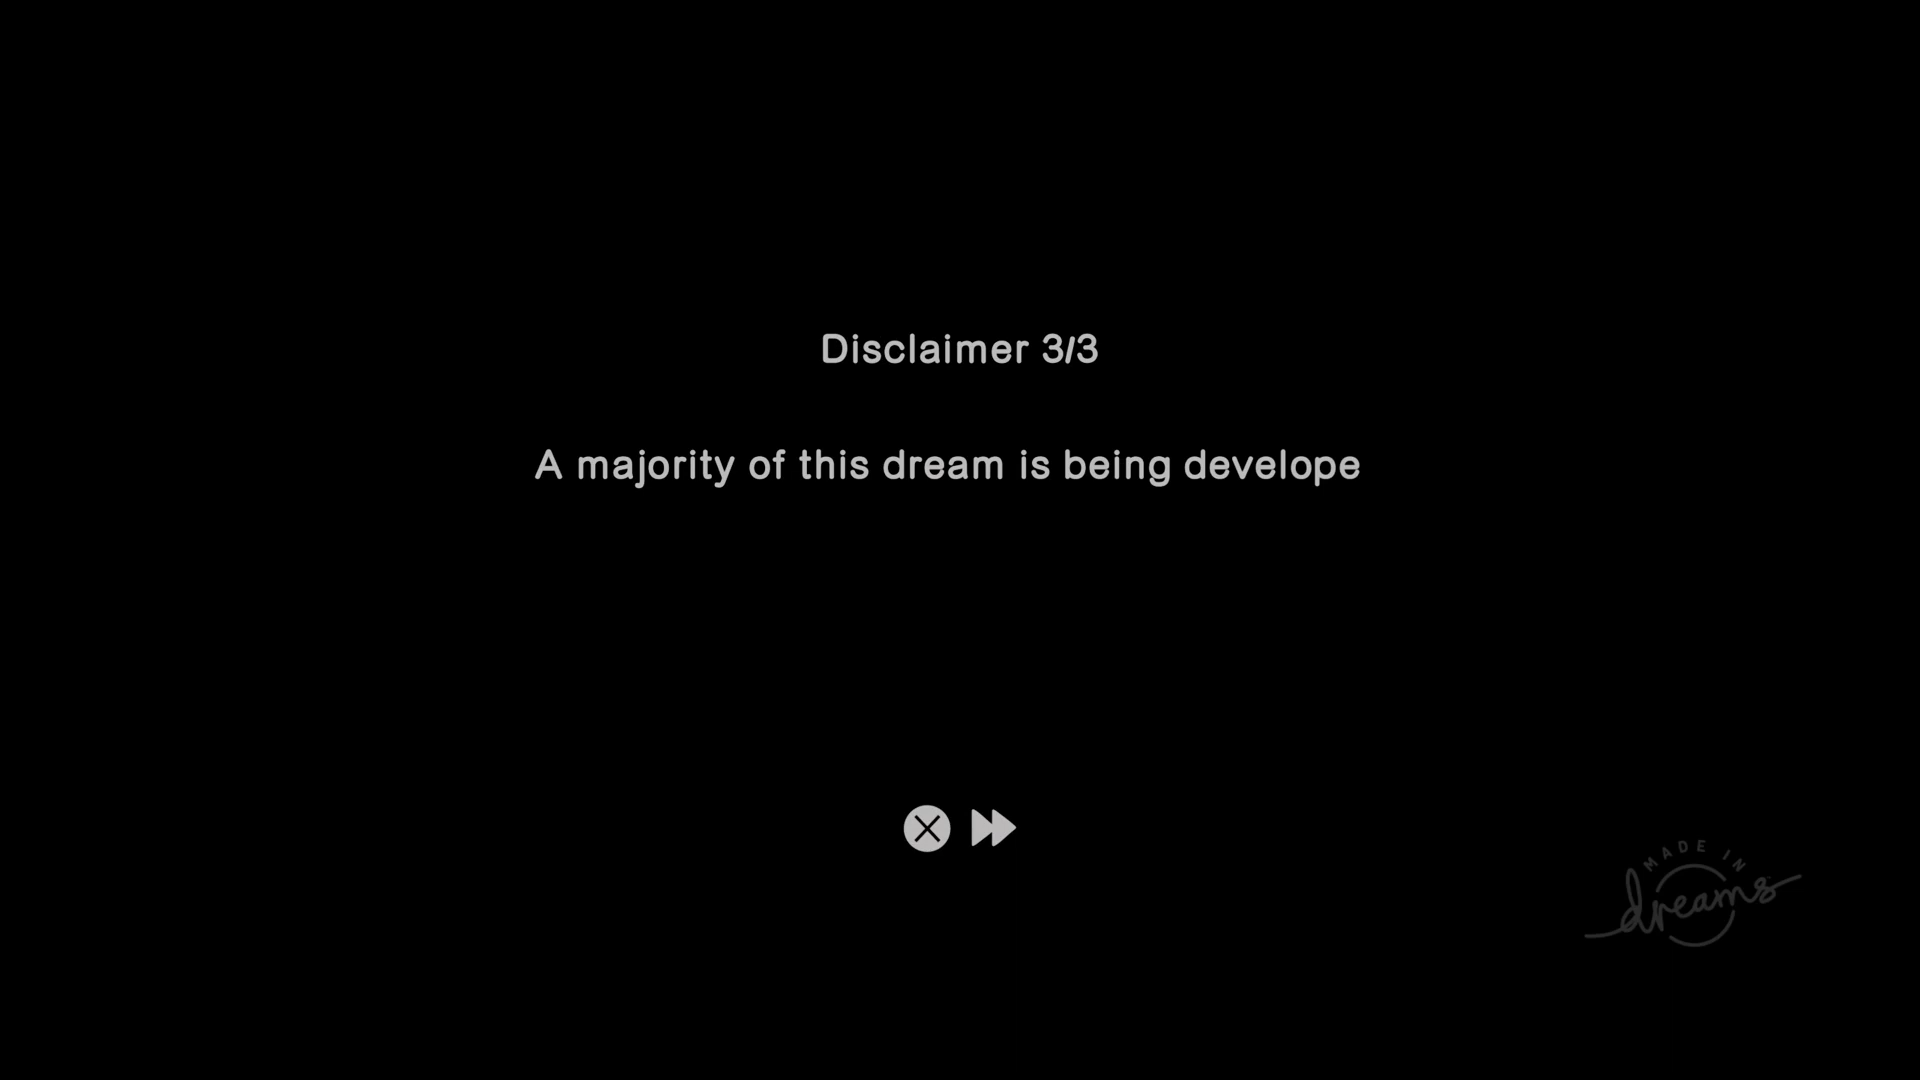 Disclaimer 3/3
A majority of this dream is being develope
MADE IN
dreams